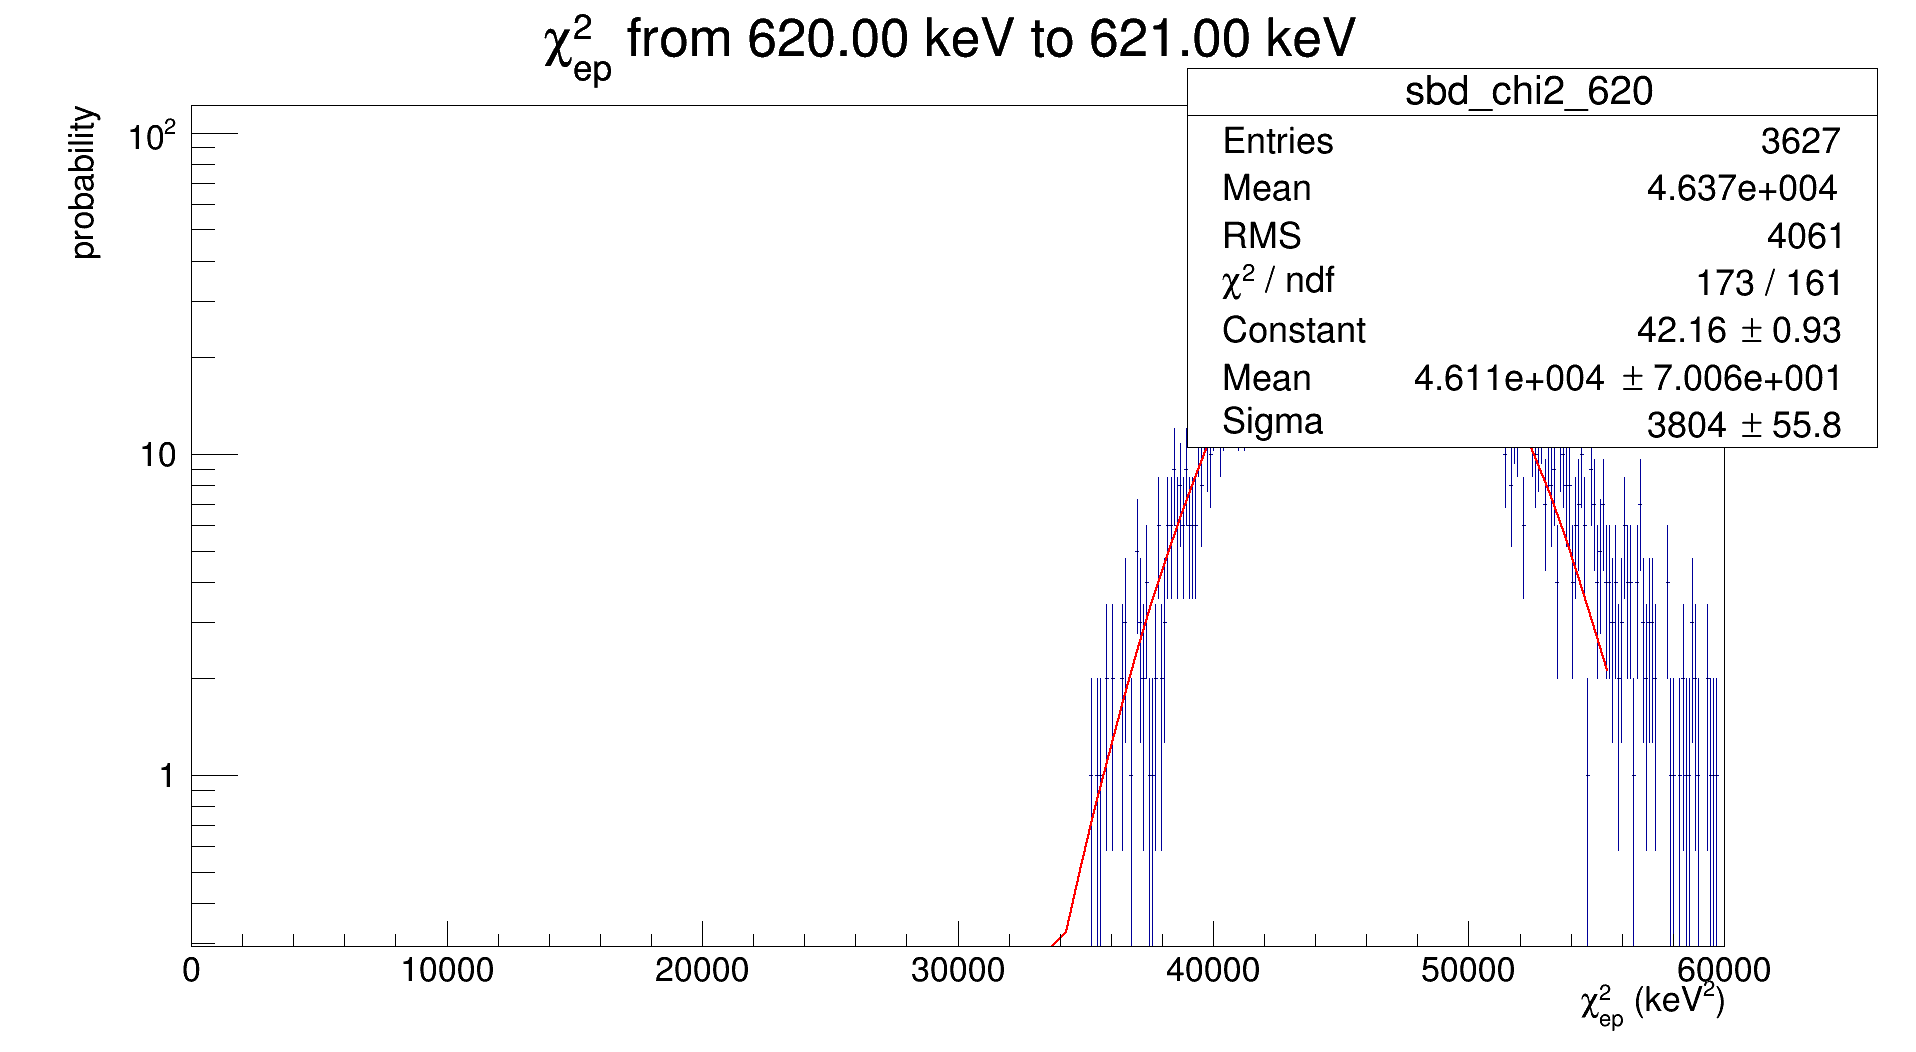 χ²ep from 620.00 keV to 621.00 keV
sbd_chi2_620
Entries 3627
Mean 4.637e+004
RMS 4061
χ² / ndf 173 / 161
Constant 42.16 ± 0.93
Mean 4.611e+004 ± 7.006e+001
Sigma 3804 ± 55.8
probability
10²
10
1
0 10000 20000 30000 40000 50000 60000
χ²ep (keV²)